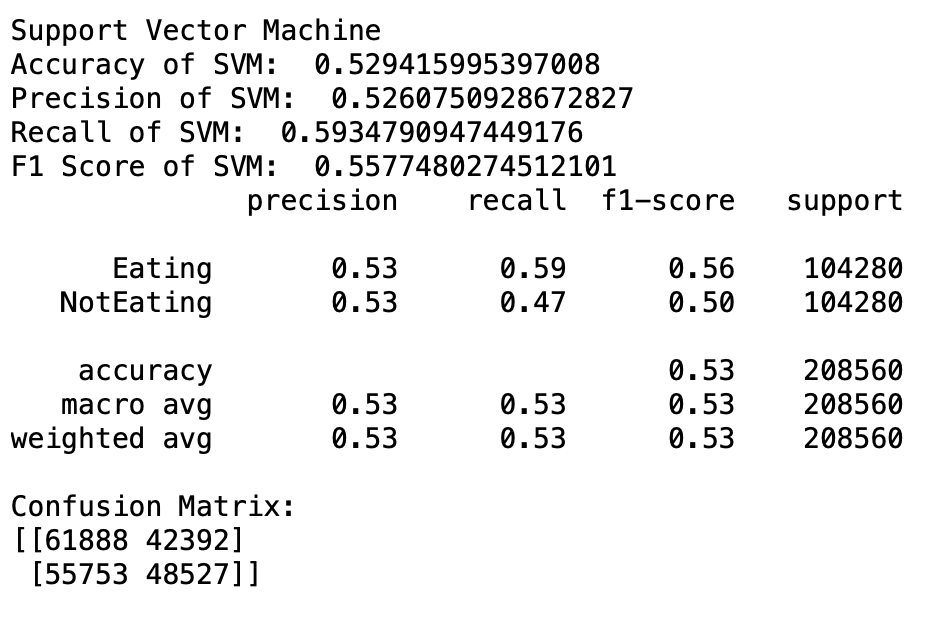 Support Vector Machine
Accuracy of SVM:  0.529415995397008
Precision of SVM:  0.5260750928672827
Recall of SVM:  0.5934790947449176
F1 Score of SVM:  0.5577480274512101
              precision    recall  f1-score   support

      Eating       0.53      0.59      0.56    104280
   NotEating       0.53      0.47      0.50    104280

    accuracy                           0.53    208560
   macro avg       0.53      0.53      0.53    208560
weighted avg       0.53      0.53      0.53    208560

Confusion Matrix:
[[61888 42392]
 [55753 48527]]